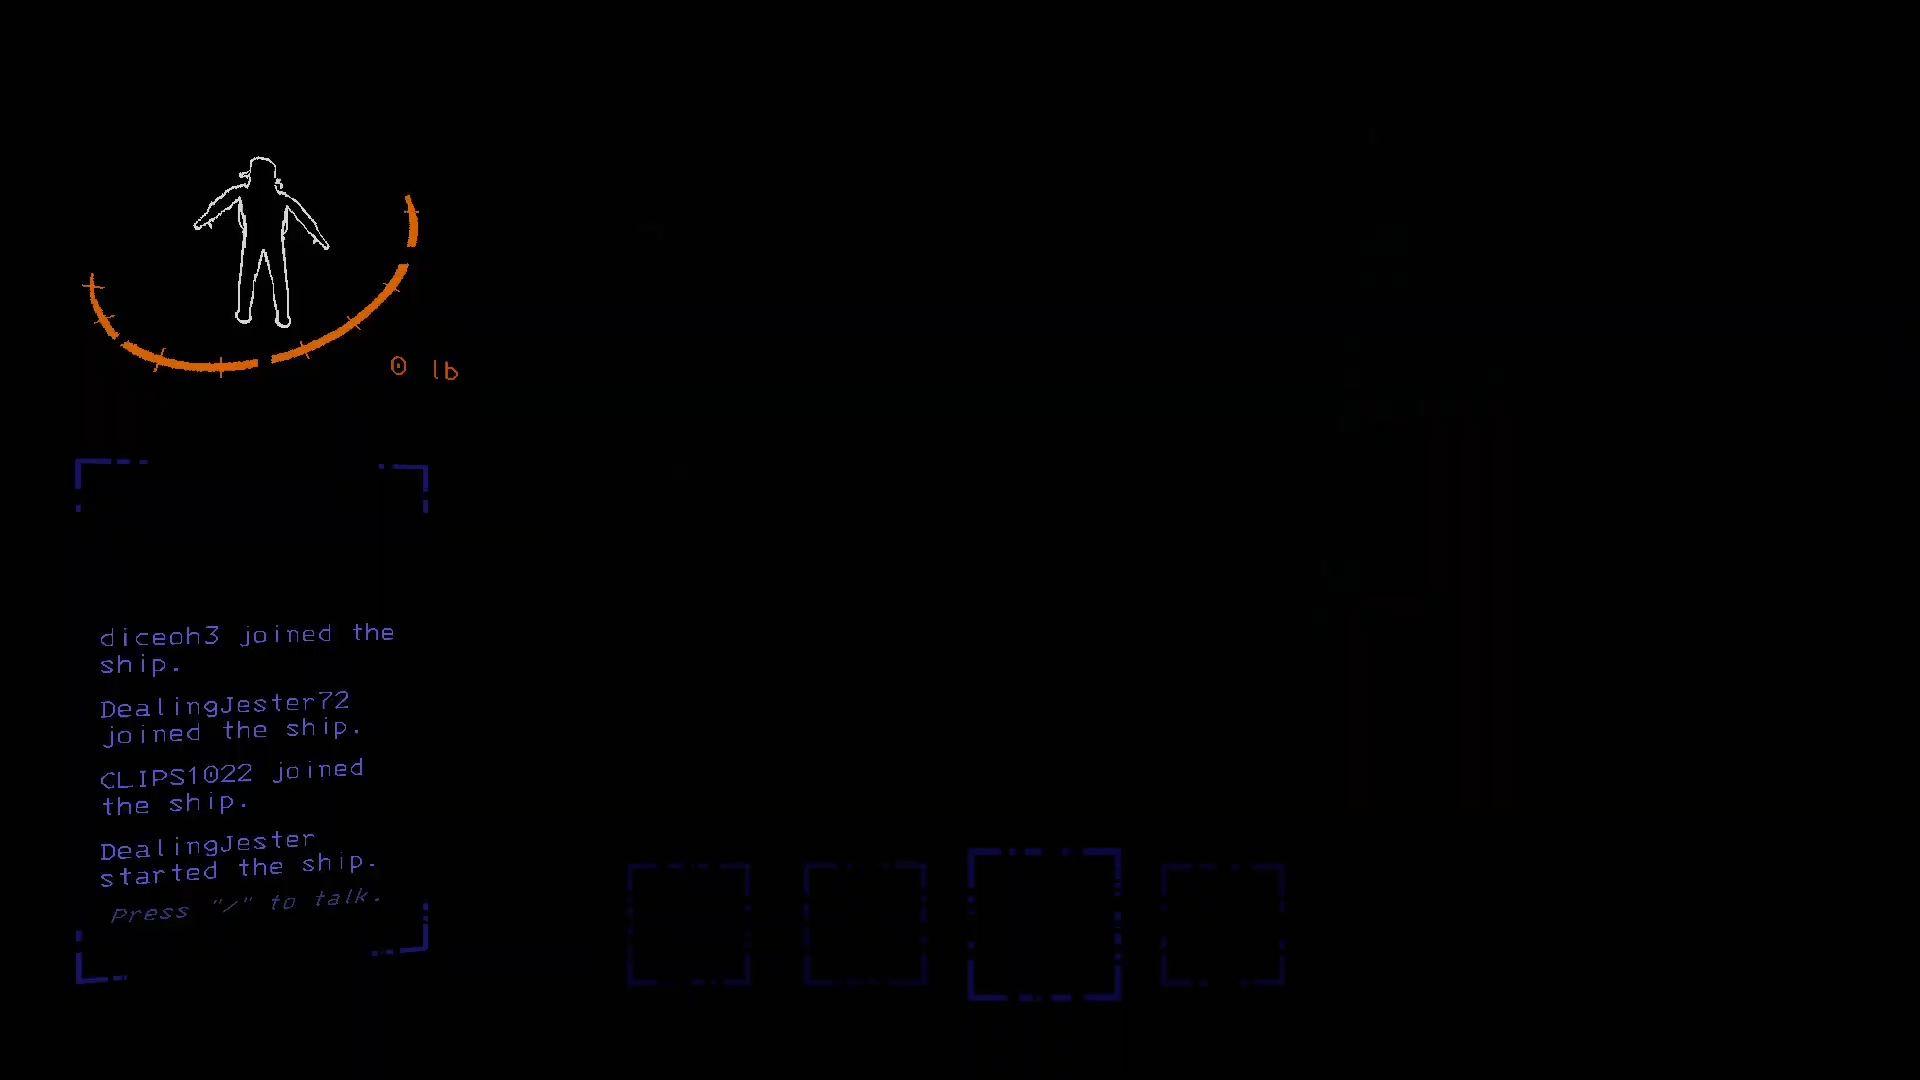 0 lb
diceoh3 joined the
ship.
DealingJester72
joined the ship.
CLIPS1022 joined
the ship.
DealingJester
started the ship.
Press "/" to talk.